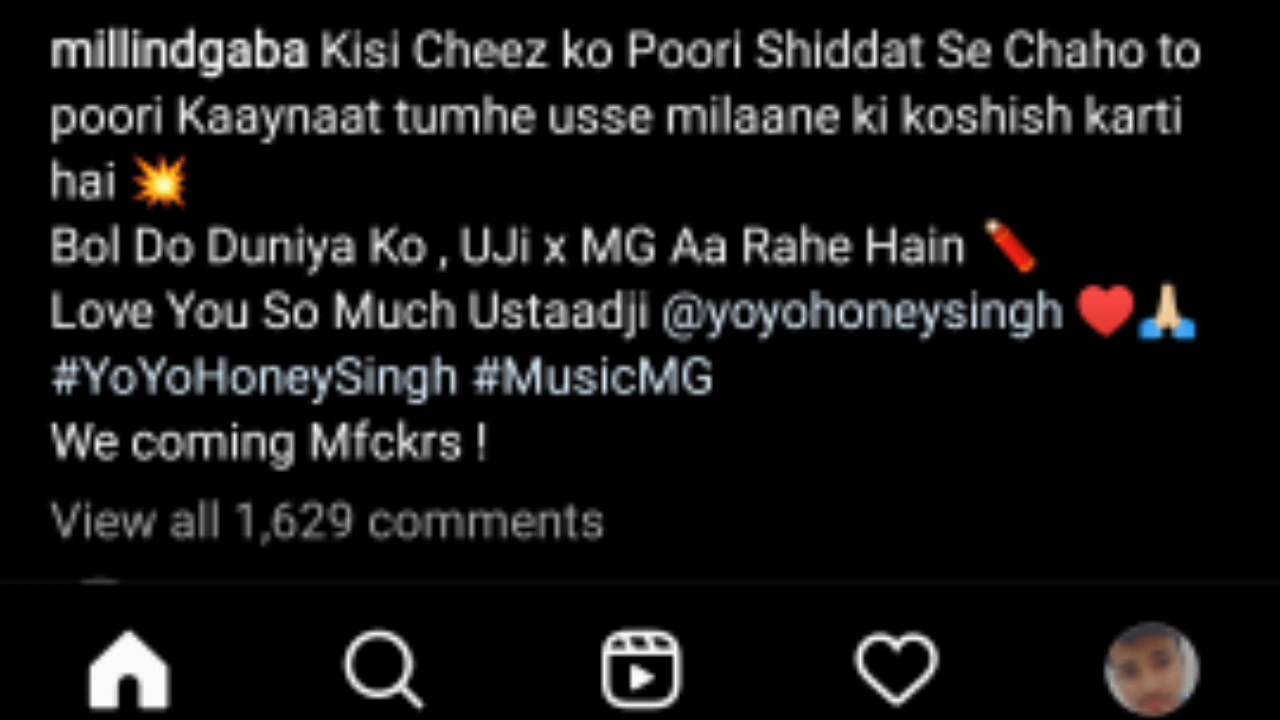 millindgaba Kisi Cheez ko Poori Shiddat Se Chaho to
poori Kaaynaat tumhe usse milaane ki koshish karti
hai 💥
Bol Do Duniya Ko , UJi x MG Aa Rahe Hain 🧨
Love You So Much Ustaadji @yoyohoneysingh ♥️🙏🏼
#YoYoHoneySingh #MusicMG
We coming Mfckrs !
View all 1,629 comments